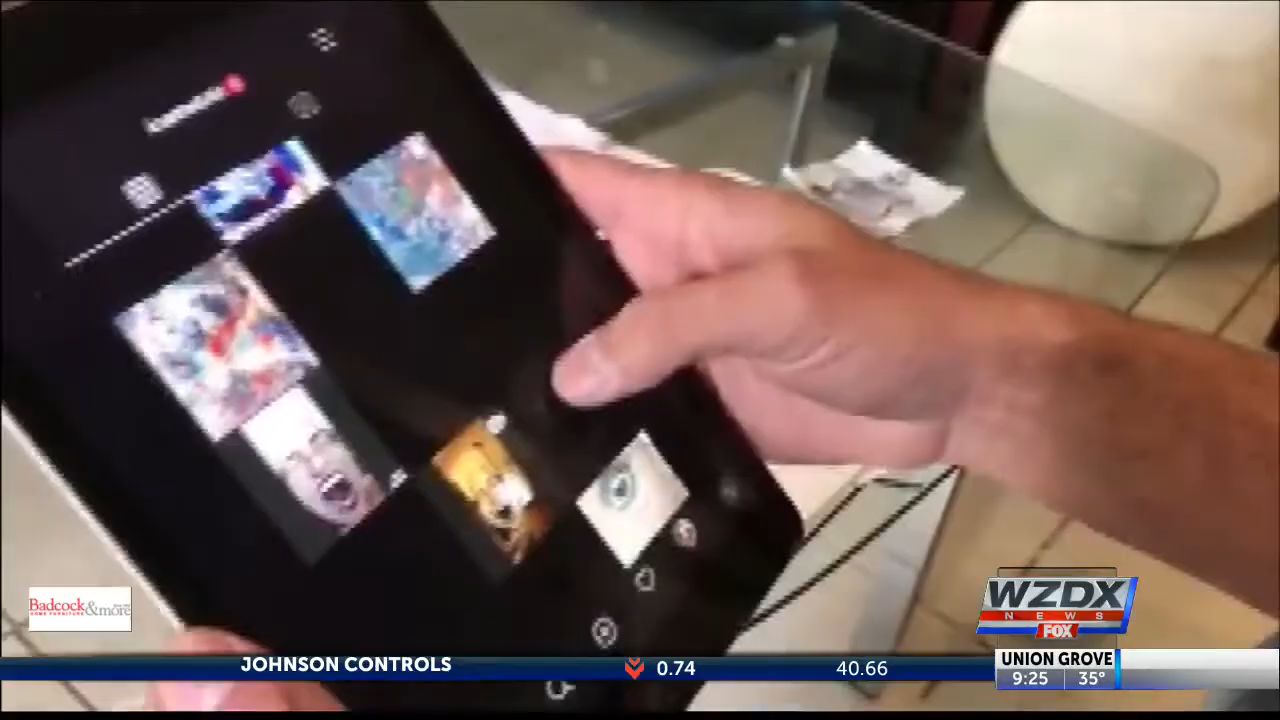 Badcock &more
HOME FURNITURE
WZDX
NEWS
FOX
JOHNSON CONTROLS 0.74 40.66
UNION GROVE
9:25 35°